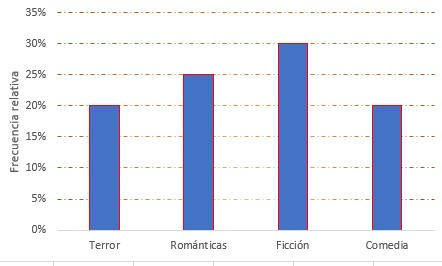 35%
30%
25%
20%
15%
10%
5%
0%
Frecuencia relativa
Terror
Románticas
Ficción
Comedia